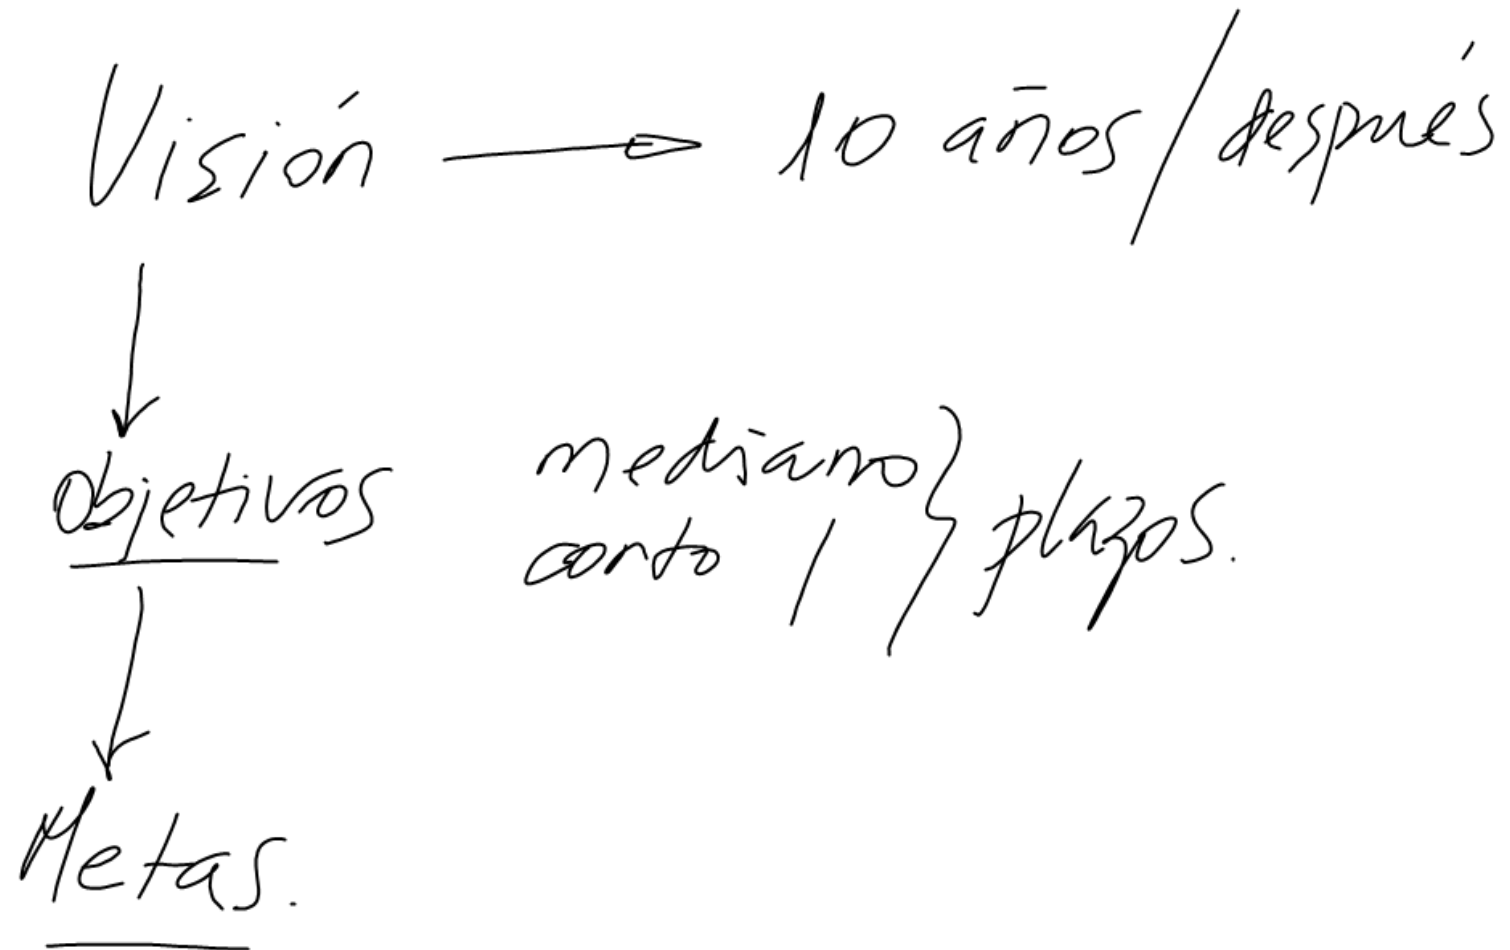 Visión → 10 años / después
Objetivos
mediano
corto / } plazos.
Metas.